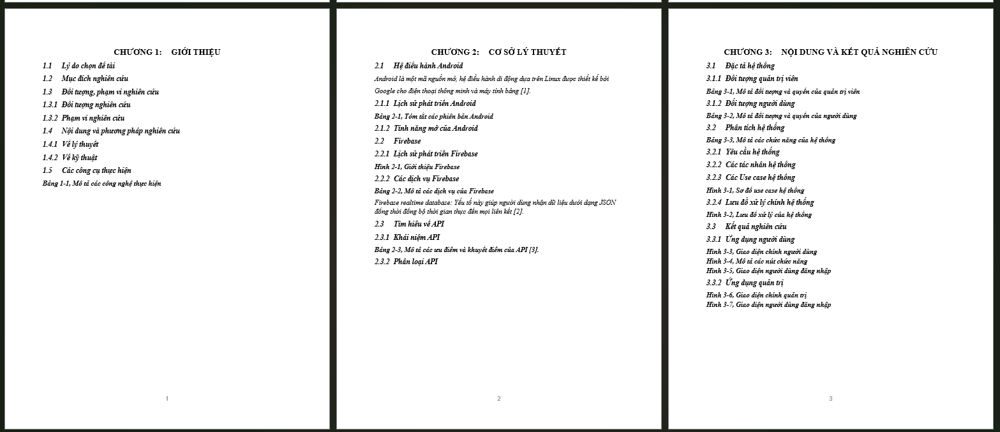 CHƯƠNG 1: GIỚI THIỆU
1.1 Lý do chọn đề tài
1.2 Mục đích nghiên cứu
1.3 Đối tượng, phạm vi nghiên cứu
1.3.1 Đối tượng nghiên cứu
1.3.2 Phạm vi nghiên cứu
1.4 Nội dung và phương pháp nghiên cứu
1.4.1 Về lý thuyết
1.4.2 Về kỹ thuật
1.5 Các công cụ thực hiện
Bảng 1-1, Mô tả các công nghệ thực hiện
1
CHƯƠNG 2: CƠ SỞ LÝ THUYẾT
2.1 Hệ điều hành Android
Android là một mã nguồn mở, hệ điều hành di động dựa trên Linux được thiết kế bởi
Google cho điện thoại thông minh và máy tính bảng [1].
2.1.1 Lịch sử phát triển Android
Bảng 2-1, Tóm tắt các phiên bản Android
2.1.2 Tính năng mở của Android
2.2 Firebase
2.2.1 Lịch sử phát triển Firebase
Hình 2-1, Giới thiệu Firebase
2.2.2 Các dịch vụ Firebase
Bảng 2-2, Mô tả các dịch vụ của Firebase
Firebase realtime database: Yếu tố này giúp người dùng nhận dữ liệu dưới dạng JSON
đồng thời đồng bộ thời gian thực đến mọi liên kết [2].
2.3 Tìm hiểu về API
2.3.1 Khái niệm API
Bảng 2-3, Mô tả các ưu điểm và khuyết điểm của API [3].
2.3.2 Phân loại API
2
CHƯƠNG 3: NỘI DUNG VÀ KẾT QUẢ NGHIÊN CỨU
3.1 Đặc tả hệ thống
3.1.1 Đối tượng quản trị viên
Bảng 3-1, Mô tả đối tượng và quyền của quản trị viên
3.1.2 Đối tượng người dùng
Bảng 3-2, Mô tả đối tượng và quyền của người dùng
3.2 Phân tích hệ thống
Bảng 3-3, Mô tả các chức năng của hệ thống
3.2.1 Yêu cầu hệ thống
3.2.2 Các tác nhân hệ thống
3.2.3 Các Use case hệ thống
Hình 3-1, Sơ đồ use case hệ thống
3.2.4 Lưu đồ xử lý chính hệ thống
Hình 3-2, Lưu đồ xử lý của hệ thống
3.3 Kết quả nghiên cứu
3.3.1 Ứng dụng người dùng
Hình 3-3, Giao diện chính người dùng
Hình 3-4, Mô tả các nút chức năng
Hình 3-5, Giao diện người dùng đăng nhập
3.3.2 Ứng dụng quản trị
Hình 3-6, Giao diện chính quản trị
Hình 3-7, Giao diện người dùng đăng nhập
3